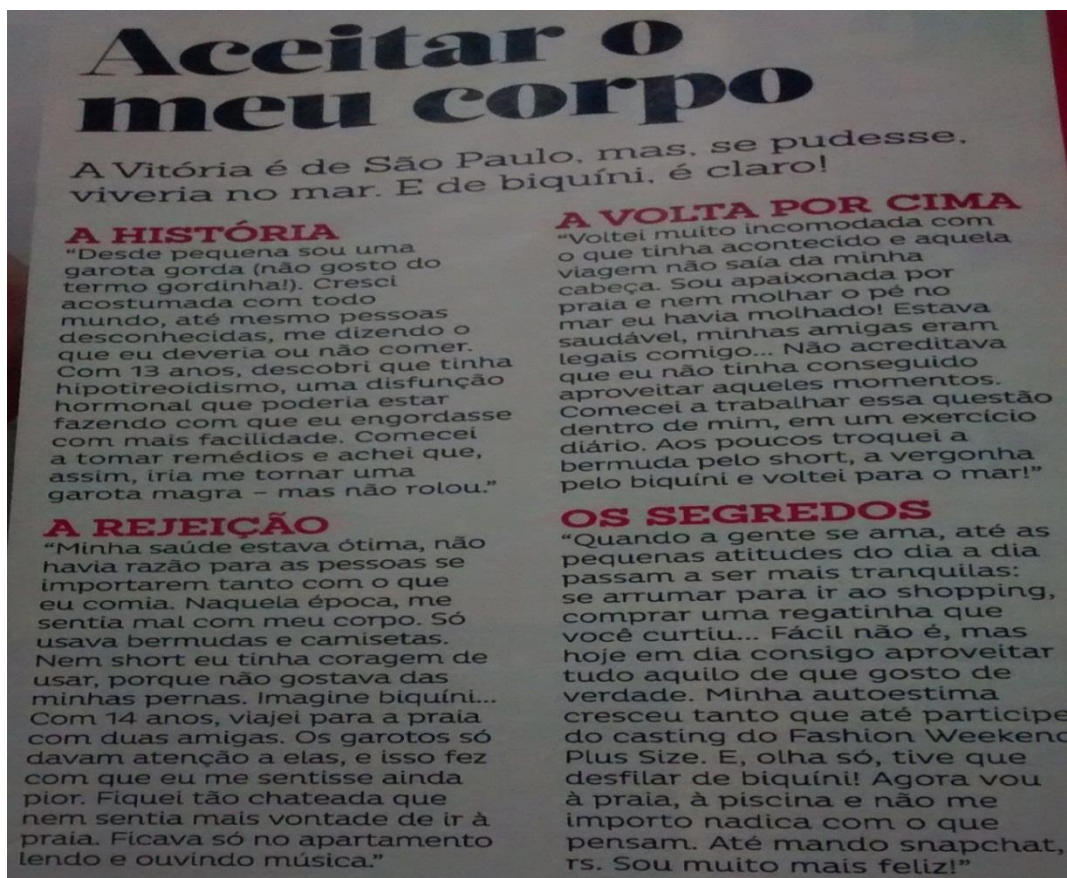 Aceitar o
meu corpo
A Vitória é de São Paulo, mas, se pudesse,
viveria no mar. E de biquíni, é claro!
A HISTÓRIA
“Desde pequena sou uma
garota gorda (não gosto do
termo gordinha!). Cresci
acostumada com todo
mundo, até mesmo pessoas
desconhecidas, me dizendo o
que eu deveria ou não comer.
Com 13 anos, descobri que tinha
hipotireoidismo, uma disfunção
hormonal que poderia estar
fazendo com que eu engordasse
com mais facilidade. Comecei
a tomar remédios e achei que,
assim, iria me tornar uma
garota magra – mas não rolou.”
A REJEIÇÃO
“Minha saúde estava ótima, não
havia razão para as pessoas se
importarem tanto com o que
eu comia. Naquela época, me
sentia mal com meu corpo. Só
usava bermudas e camisetas.
Nem short eu tinha coragem de
usar, porque não gostava das
minhas pernas. Imagine biquíni...
Com 14 anos, viajei para a praia
com duas amigas. Os garotos só
davam atenção a elas, e isso fez
com que eu me sentisse ainda
pior. Fiquei tão chateada que
nem sentia mais vontade de ir à
praia. Ficava só no apartamento
lendo e ouvindo música.”
A VOLTA POR CIMA
“Voltei muito incomodada com
o que tinha acontecido e aquela
viagem não saía da minha
cabeça. Sou apaixonada por
praia e nem molhar o pé no
mar eu havia molhado! Estava
saudável, minhas amigas eram
legais comigo... Não acreditava
que eu não tinha conseguido
aproveitar aqueles momentos.
Comecei a trabalhar essa questão
dentro de mim, em um exercício
diário. Aos poucos troquei a
bermuda pelo short, a vergonha
pelo biquíni e voltei para o mar!”
OS SEGREDOS
“Quando a gente se ama, até as
pequenas atitudes do dia a dia
passam a ser mais tranquilas:
se arrumar para ir ao shopping,
comprar uma regatinha que
você curtiu... Fácil não é, mas
hoje em dia consigo aproveitar
tudo aquilo de que gosto de
verdade. Minha autoestima
cresceu tanto que até participe
do casting do Fashion Weekend
Plus Size. E, olha só, tive que
desfilar de biquíni! Agora vou
à praia, à piscina e não me
importo nadica com o que
pensam. Até mando snapchat,
rs. Sou muito mais feliz!”